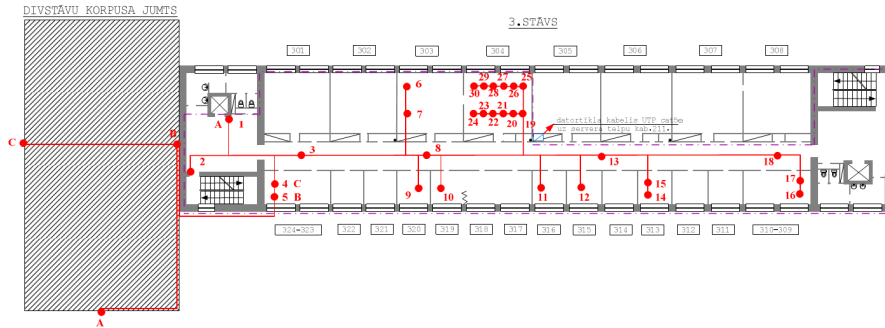 DIVSTĀVU KORPUSA JUMTS
3.STĀVS
301 302 303 304 305 306 307 308
29 27 25
6
30 28 26
7
23 21
24 22 20 19
A 1
datortīkla kabelis UTP cat5e
uz servera telpu kab.211.
C
B
2
3
8
13
18
4 C
5 B
9
10
11
12
15
14
17
16
324-323 322 321 320 319 318 317 316 315 314 313 312 311 310-309
A